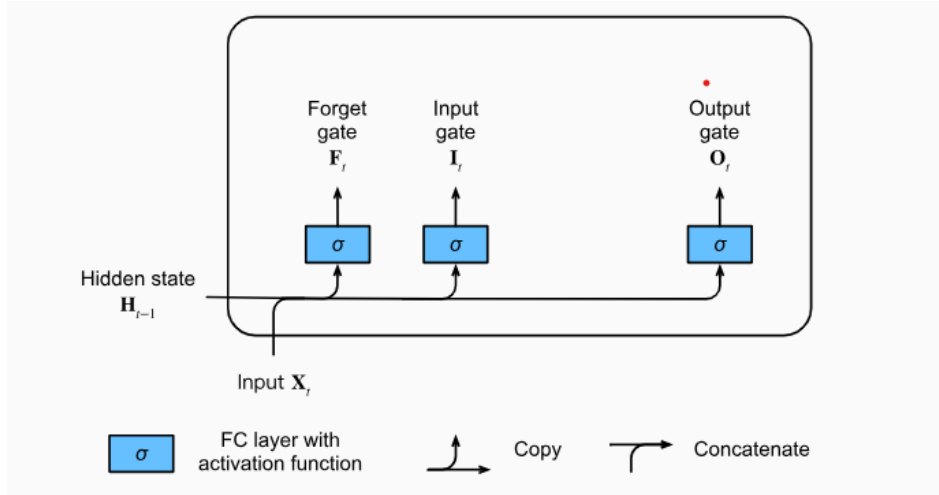 Forget
gate
F_t
Input
gate
I_t
Output
gate
O_t
σ
σ
σ
Hidden state
H_{t−1}
Input X_t
σ
FC layer with
activation function
Copy
Concatenate